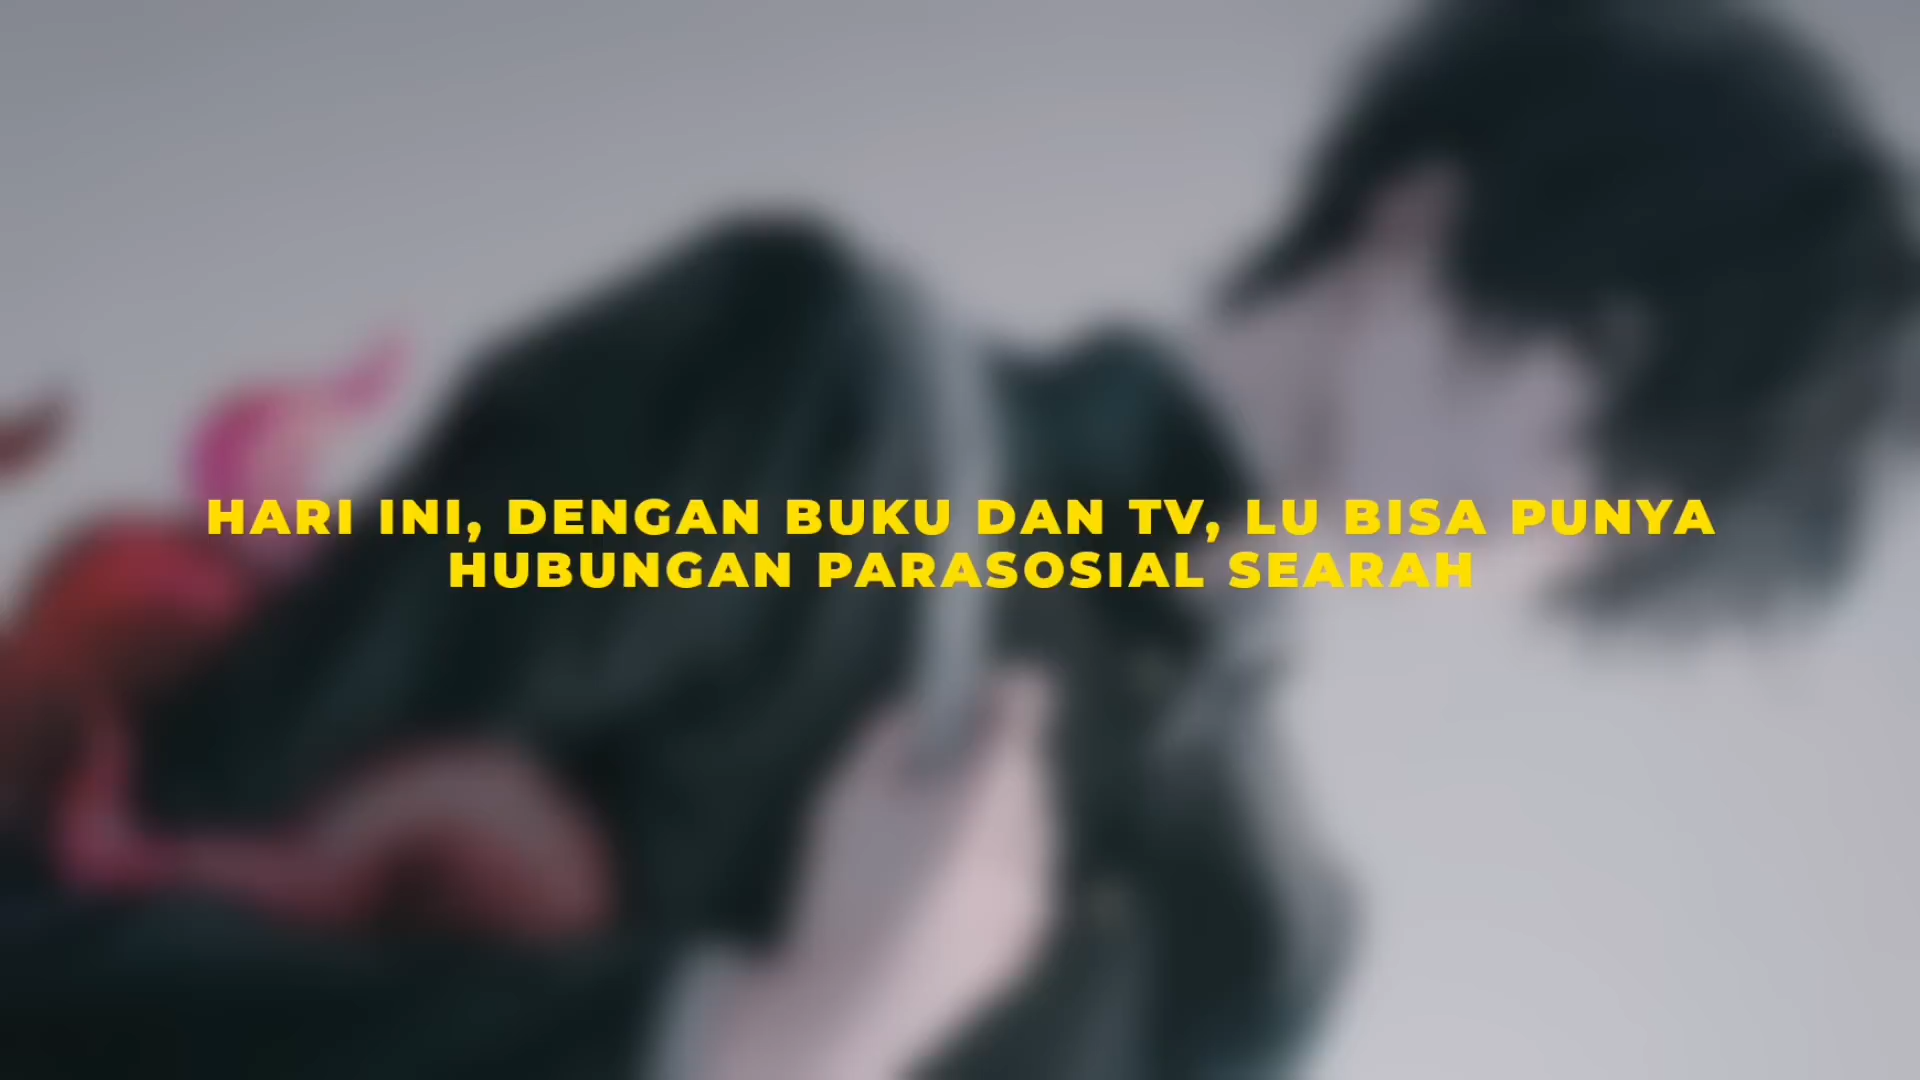 HARI INI, DENGAN BUKU DAN TV, LU BISA PUNYA
HUBUNGAN PARASOSIAL SEARAH